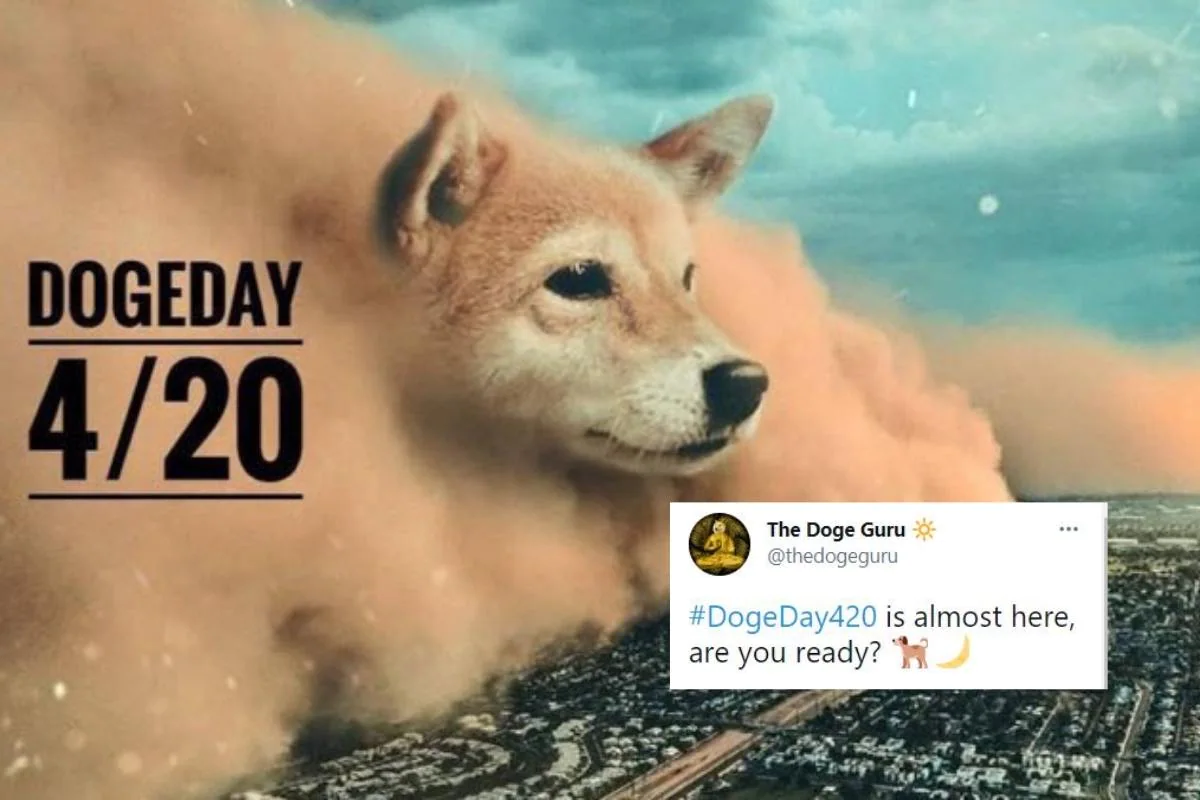 DOGEDAY
4/20
The Doge Guru 🔆
@thedogeguru
#DogeDay420 is almost here,
are you ready? 🐕🌙